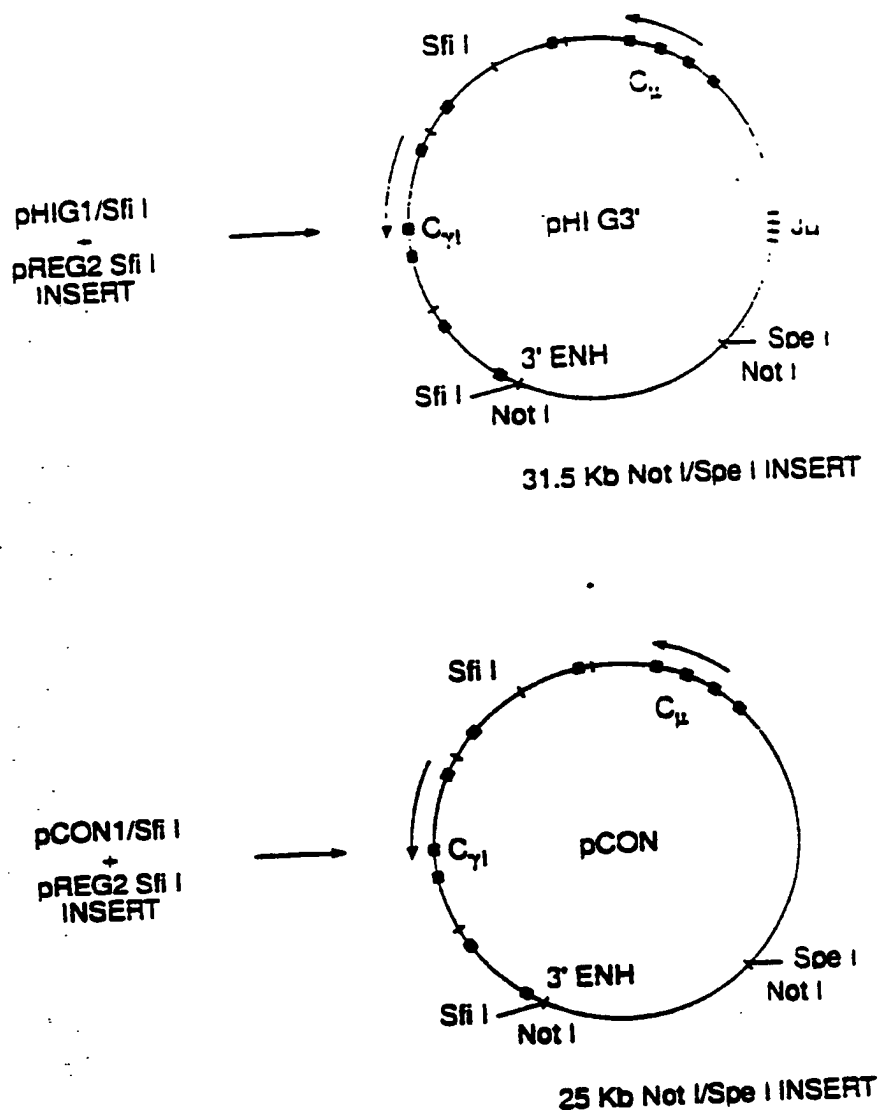 Sfi I
Cμ
pHIG1/Sfi I
+
pREG2 Sfi I
INSERT
Cγ1
pHI G3'
3' ENH
Spe I
Not I
Sfi I
Not I
31.5 Kb Not I/Spe I INSERT
Sfi I
Cμ
pCON1/Sfi I
+
pREG2 Sfi I
INSERT
Cγ1
pCON
3' ENH
Spe I
Not I
Sfi I
Not I
25 Kb Not I/Spe I INSERT